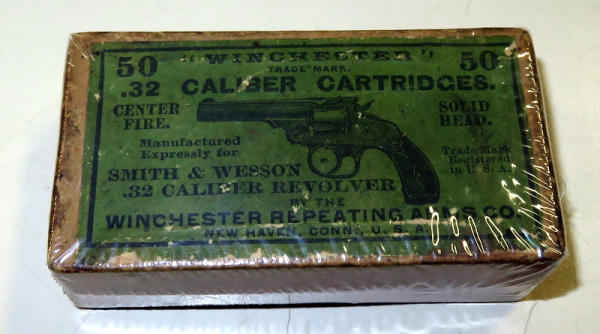 50 "WINCHESTER" 50
TRADE MARK.
.32 CALIBER CARTRIDGES.
CENTER FIRE.
SOLID HEAD.
Manufactured
Expressly for
SMITH & WESSON
.32 CALIBER REVOLVER
Trade Mark
Registered
in U.S.A.
BY THE
WINCHESTER REPEATING ARMS CO.
NEW HAVEN, CONN., U.S.A.